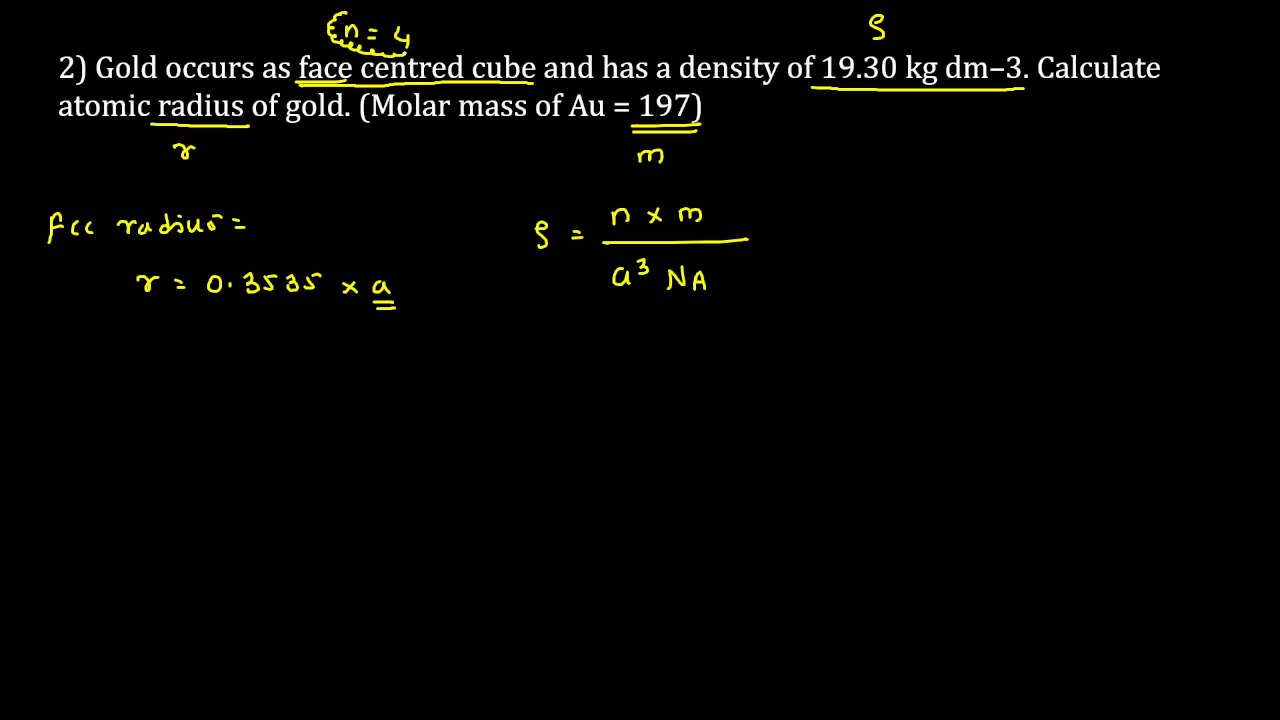 n = 4
ρ
2) Gold occurs as face centred cube and has a density of 19.30 kg dm–3. Calculate
atomic radius of gold. (Molar mass of Au = 197)
r
m
fcc radius =
r = 0.3535 × a
ρ = n × m
a³ NA